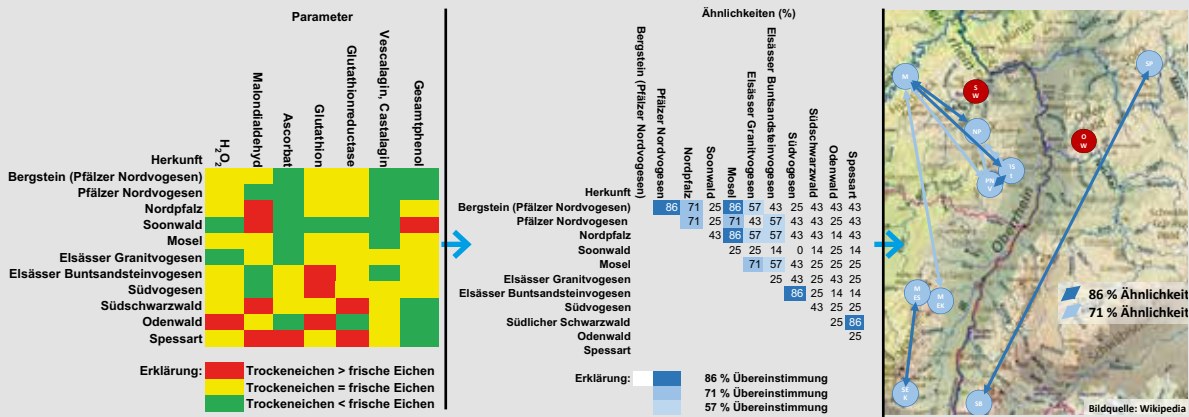 Parameter
H2O2
Malondialdehyd
Ascorbat
Glutathion
Glutathionreductase
Vescalagin, Castalagin
Gesamtphenol
Herkunft
Bergstein (Pfälzer Nordvogesen)
Pfälzer Nordvogesen
Nordpfalz
Soonwald
Mosel
Elsässer Granitvogesen
Elsässer Buntsandsteinvogesen
Südvogesen
Südschwarzwald
Odenwald
Spessart
Erklärung:
Trockeneichen > frische Eichen
Trockeneichen = frische Eichen
Trockeneichen < frische Eichen
Ähnlichkeiten (%)
Bergstein (Pfälzer Nordvogesen)
Pfälzer Nordvogesen
Nordpfalz
Soonwald
Mosel
Elsässer Granitvogesen
Elsässer Buntsandsteinvogesen
Südvogesen
Südschwarzwald
Odenwald
Spessart
Herkunft
Bergstein (Pfälzer Nordvogesen) 86 71 25 86 57 43 25 43 43 43
Pfälzer Nordvogesen 71 25 71 43 57 43 43 25 43
Nordpfalz 43 86 57 57 43 43 14 43
Soonwald 25 25 14 0 14 25 14
Mosel 71 57 43 25 25 25
Elsässer Granitvogesen 25 43 25 43 25
Elsässer Buntsandsteinvogesen 86 25 14 14
Südvogesen 43 25 25
Südlicher Schwarzwald 25 86
Odenwald 25
Spessart
Erklärung: 86 % Übereinstimmung
71 % Übereinstimmung
57 % Übereinstimmung
Rhein
M
SP
S
W
NP
O
W
PN
V
Oberrhein
M
ES
M
EB
SE
SR
86 % Ähnlichkeit
71 % Ähnlichkeit
Bildquelle: Wikipedia